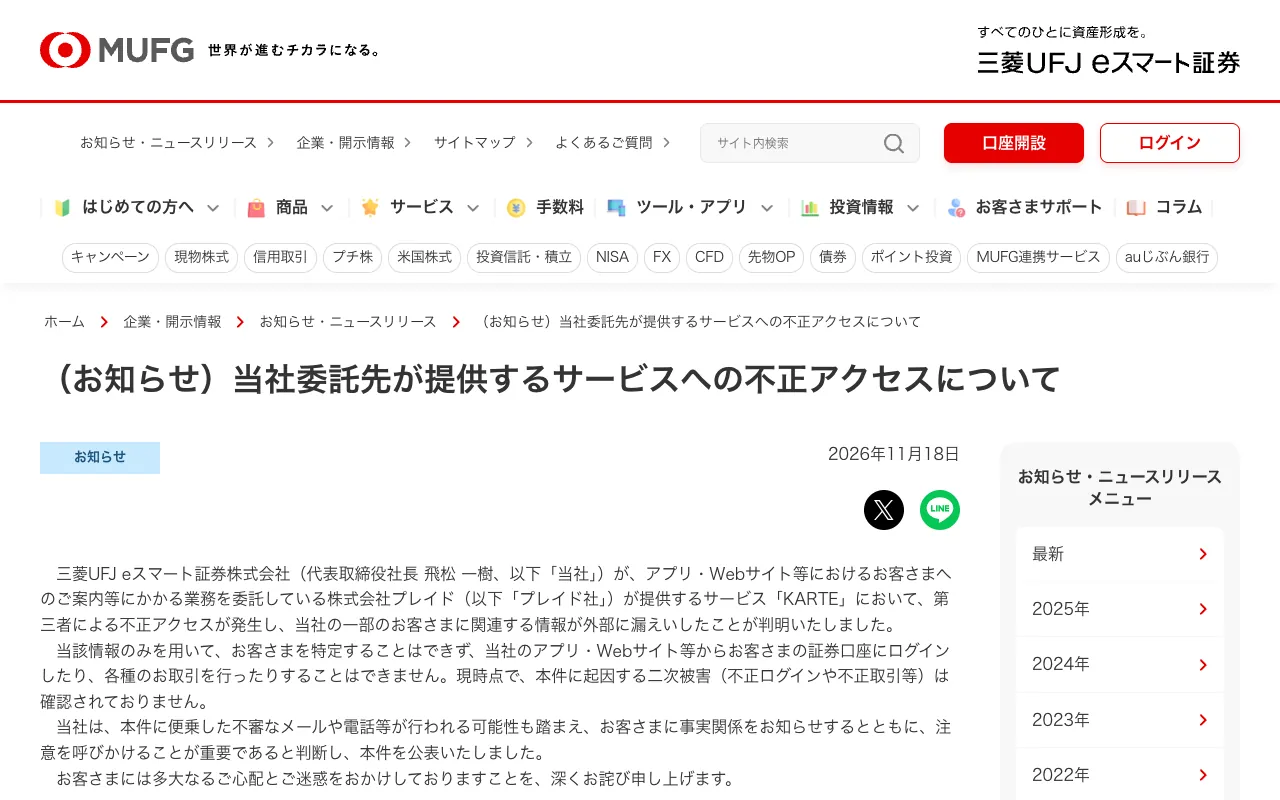 MUFG 世界が進むチカラになる。
すべてのひとに資産形成を。
三菱UFJ eスマート証券
お知らせ・ニュースリリース 企業・開示情報 サイトマップ よくあるご質問 サイト内検索 口座開設 ログイン
はじめての方へ 商品 サービス 手数料 ツール・アプリ 投資情報 お客さまサポート コラム
キャンペーン 現物株式 信用取引 プチ株 米国株式 投資信託・積立 NISA FX CFD 先物OP 債券 ポイント投資 MUFG連携サービス auじぶん銀行
ホーム 企業・開示情報 お知らせ・ニュースリリース （お知らせ）当社委託先が提供するサービスへの不正アクセスについて
（お知らせ）当社委託先が提供するサービスへの不正アクセスについて
お知らせ
2026年11月18日
LINE
三菱UFJ eスマート証券株式会社（代表取締役社長 飛松 一樹、以下「当社」）が、アプリ・Webサイト等におけるお客さまへ
のご案内等にかかる業務を委託している株式会社プレイド（以下「プレイド社」）が提供するサービス「KARTE」において、第
三者による不正アクセスが発生し、当社の一部のお客さまに関連する情報が外部に漏えいしたことが判明いたしました。
当該情報のみを用いて、お客さまを特定することはできず、当社のアプリ・Webサイト等からお客さまの証券口座にログイン
したり、各種のお取引を行ったりすることはできません。現時点で、本件に起因する二次被害（不正ログインや不正取引等）は
確認されておりません。
当社は、本件に便乗した不審なメールや電話等が行われる可能性も踏まえ、お客さまに事実関係をお知らせするとともに、注
意を呼びかけることが重要であると判断し、本件を公表いたしました。
お客さまには多大なるご心配とご迷惑をおかけしておりますことを、深くお詫び申し上げます。
お知らせ・ニュースリリース
メニュー
最新
2025年
2024年
2023年
2022年